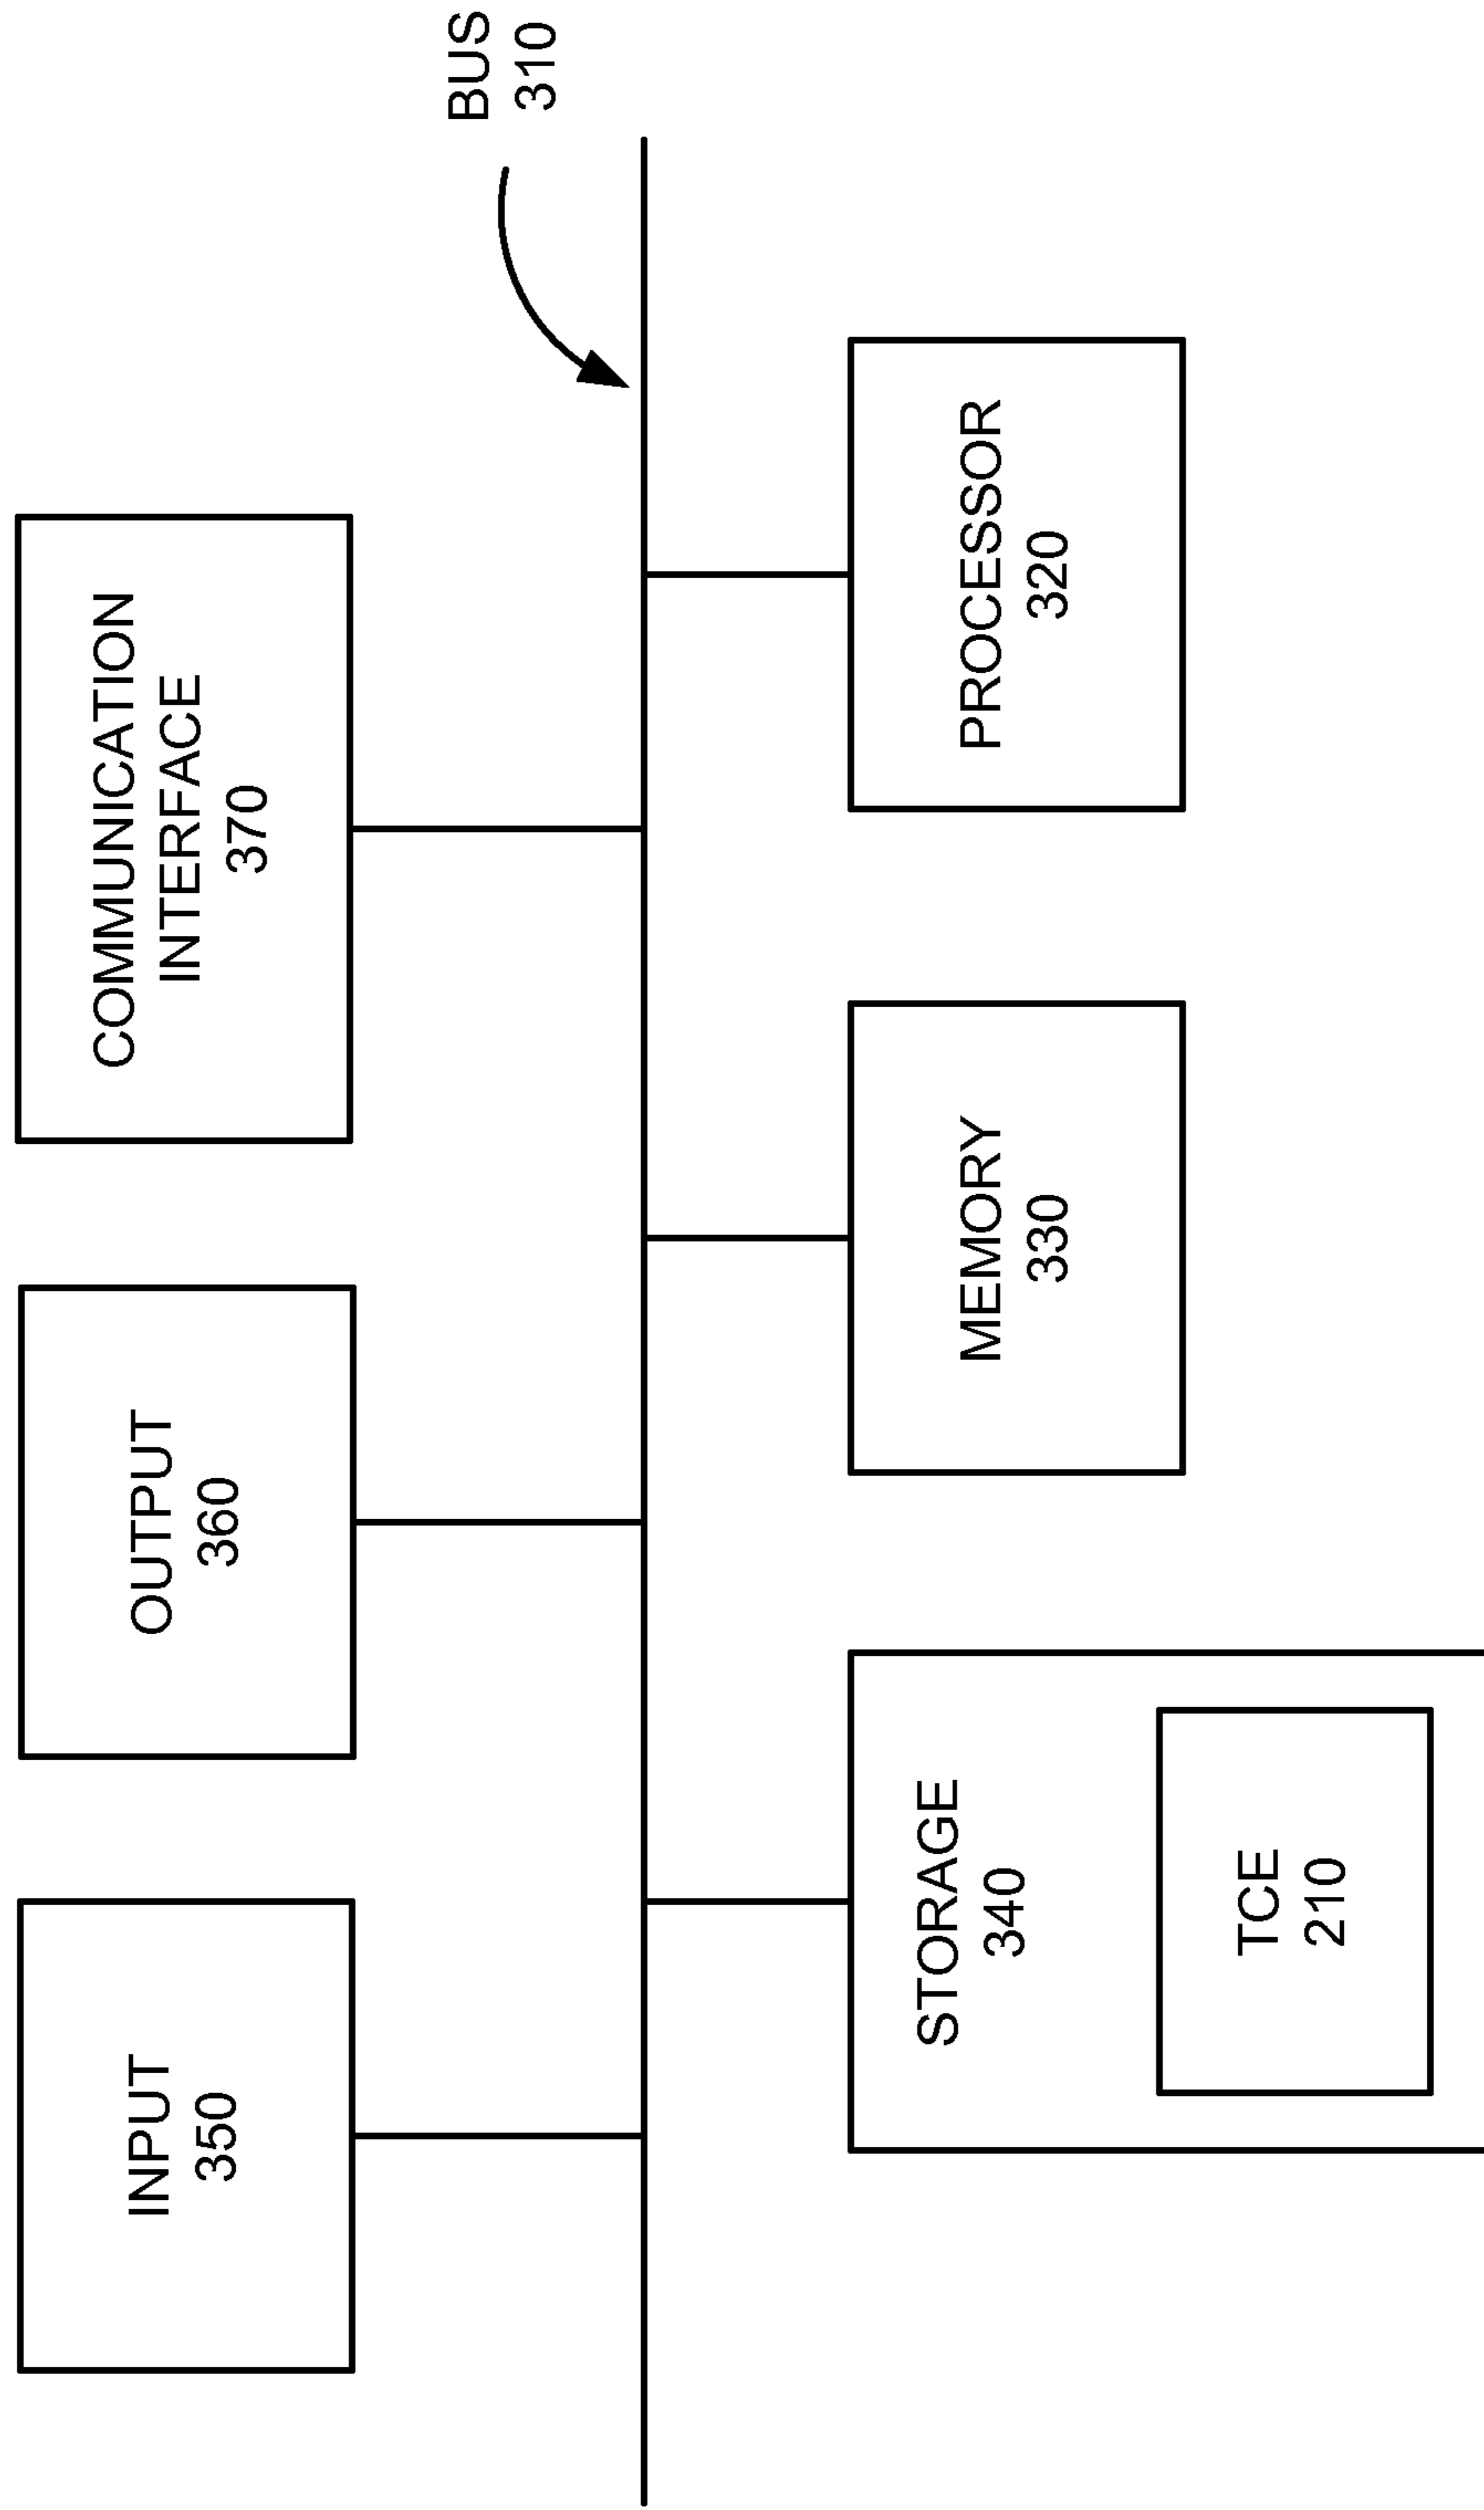 INPUT
350
OUTPUT
360
COMMUNICATION
INTERFACE
370
BUS
310
STORAGE
340
TCE
210
MEMORY
330
PROCESSOR
320